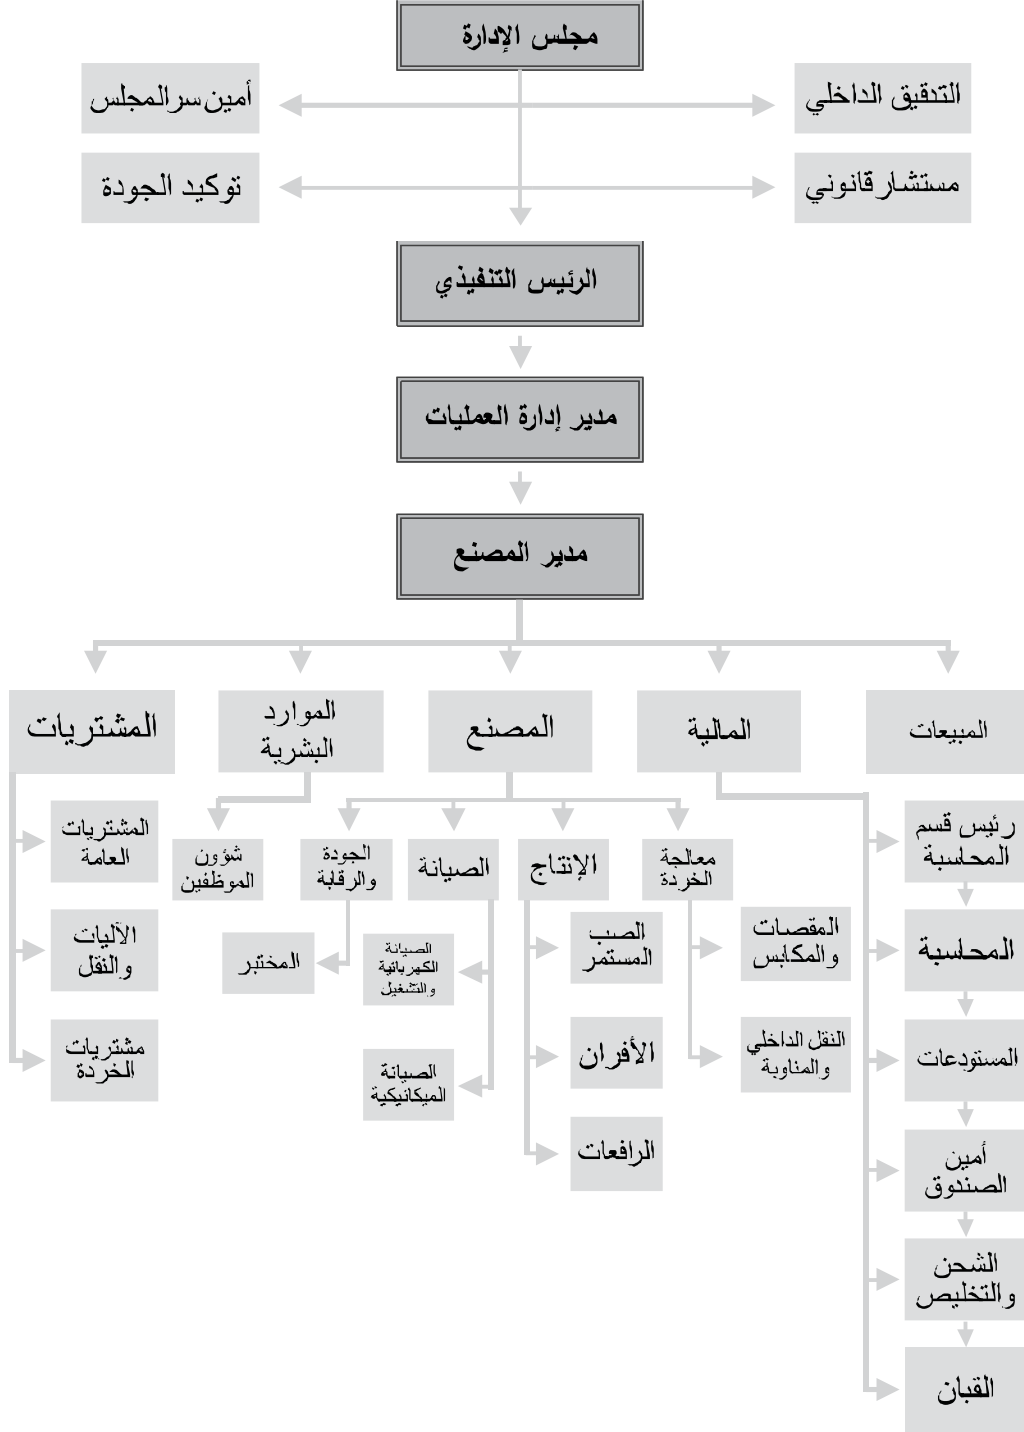 مجلس الإدارة
التدقيق الداخلي
أمين سر المجلس
مستشار قانوني
توكيد الجودة
الرئيس التنفيذي
مدير إدارة العمليات
مدير المصنع
المبيعات
المالية
المصنع
الموارد
البشرية
المشتريات
رئيس قسم
المحاسبة
المحاسبة
المستودعات
أمين
الصندوق
الشحن
والتخليص
القبان
معالجة
الخردة
المقصات
والمكابس
النقل الداخلي
والمناوبة
الإنتاج
الصب
المستمر
الأفران
الرافعات
الصيانة
الصيانة
الكهربائية
والتشغيل
الصيانة
الميكانيكية
الجودة
والرقابة
المختبر
شؤون
الموظفين
المشتريات
العامة
الآليات
والنقل
مشتريات
الخردة